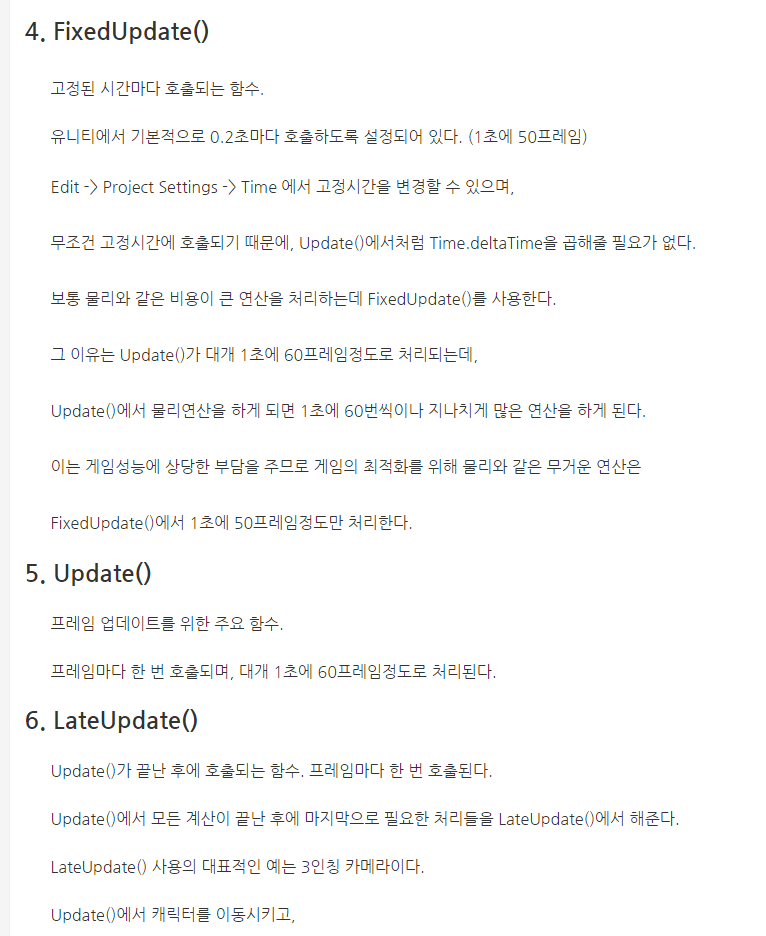 4. FixedUpdate()
고정된 시간마다 호출되는 함수.
유니티에서 기본적으로 0.2초마다 호출하도록 설정되어 있다. (1초에 50프레임)
Edit -> Project Settings -> Time 에서 고정시간을 변경할 수 있으며,
무조건 고정시간에 호출되기 때문에, Update()에서처럼 Time.deltaTime을 곱해줄 필요가 없다.
보통 물리와 같은 비용이 큰 연산을 처리하는데 FixedUpdate()를 사용한다.
그 이유는 Update()가 대개 1초에 60프레임정도로 처리되는데,
Update()에서 물리연산을 하게 되면 1초에 60번씩이나 지나치게 많은 연산을 하게 된다.
이는 게임성능에 상당한 부담을 주므로 게임의 최적화를 위해 물리와 같은 무거운 연산은
FixedUpdate()에서 1초에 50프레임정도만 처리한다.
5. Update()
프레임 업데이트를 위한 주요 함수.
프레임마다 한 번 호출되며, 대개 1초에 60프레임정도로 처리된다.
6. LateUpdate()
Update()가 끝난 후에 호출되는 함수. 프레임마다 한 번 호출된다.
Update()에서 모든 계산이 끝난 후에 마지막으로 필요한 처리들을 LateUpdate()에서 해준다.
LateUpdate() 사용의 대표적인 예는 3인칭 카메라이다.
Update()에서 캐릭터를 이동시키고,